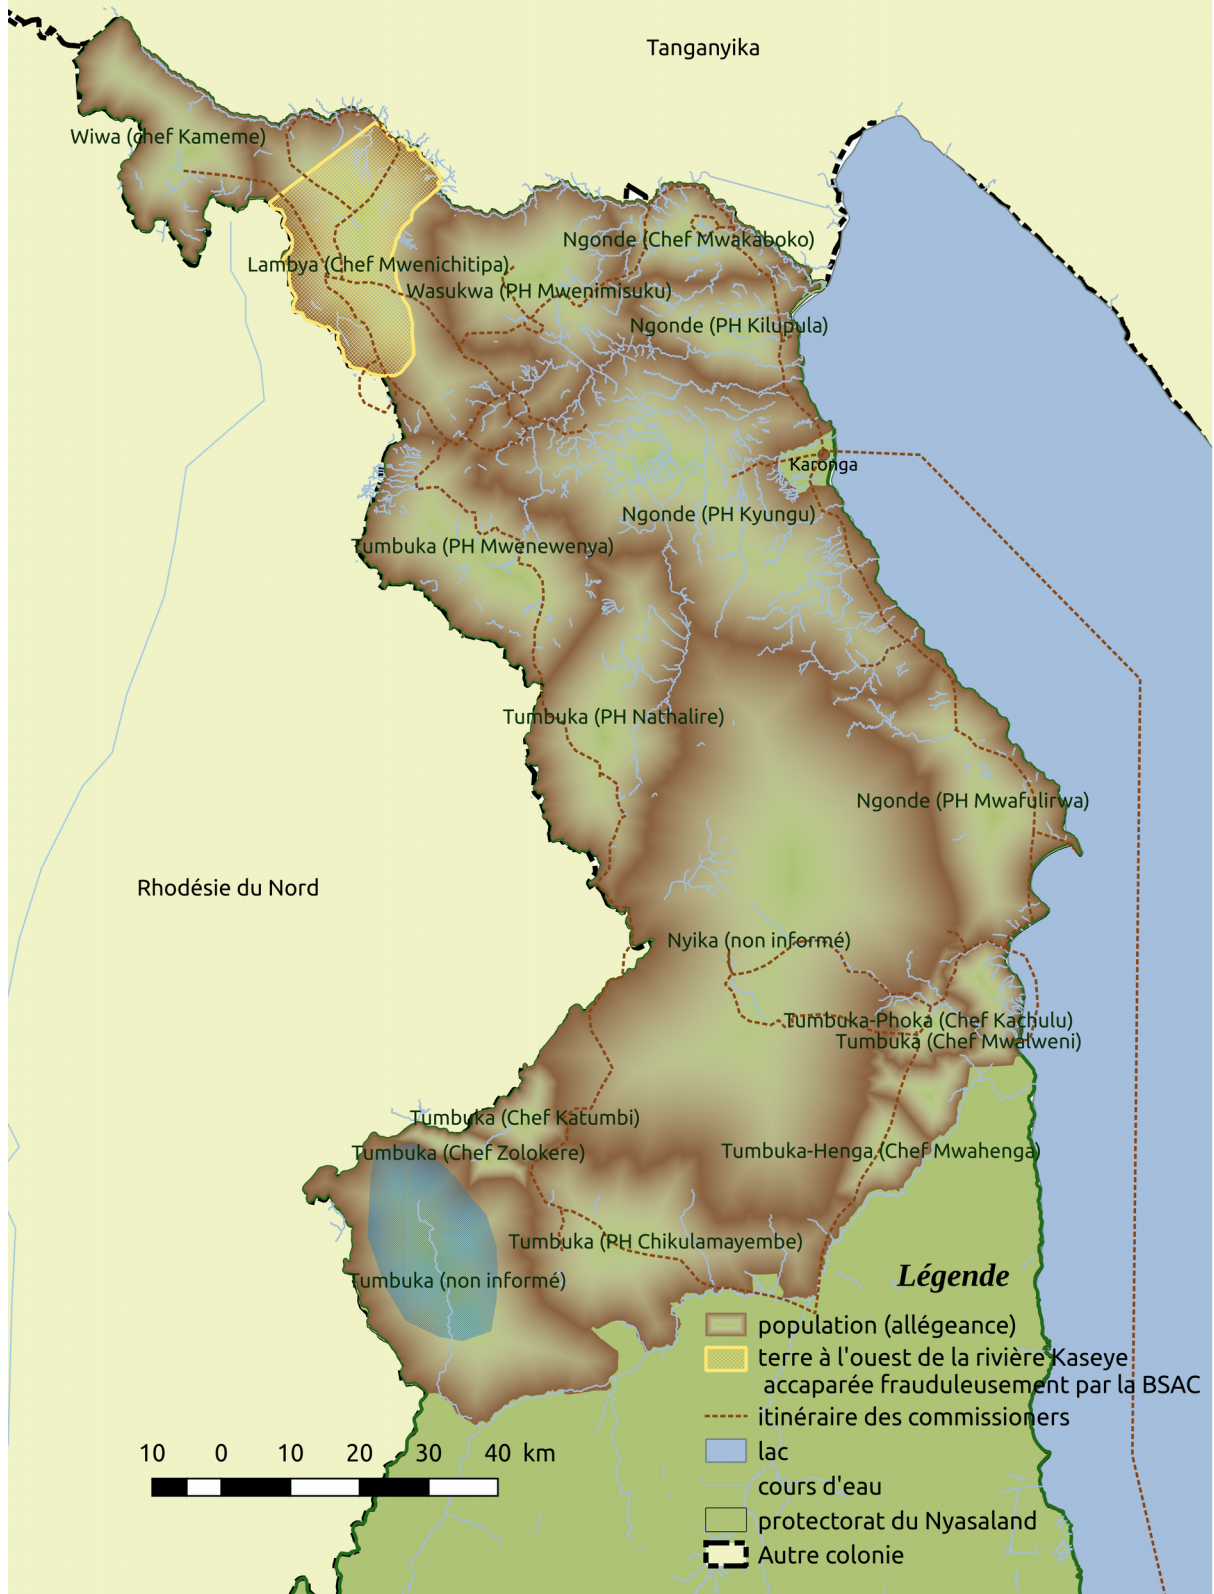 Tanganyika
Wiwa (chef Kameme)
Ngonde (Chef Mwakaboko)
Lambya (Chef Mwenichitipa)
Wasukwa (PH Mwenimisuku)
Ngonde (PH Kilupula)
Karonga
Ngonde (PH Kyungu)
Tumbuka (PH Mwenewenya)
Tumbuka (PH Nathalire)
Ngonde (PH Mwafulirwa)
Rhodésie du Nord
Nyika (non informé)
Tumbuka-Phoka (Chef Kachulu)
Tumbuka (Chef Mwalweni)
Tumbuka (Chef Katumbi)
Tumbuka (Chef Zolokere)
Tumbuka-Henga (Chef Mwahenga)
Tumbuka (PH Chikulamayembe)
Tumbuka (non informé)
Légende
population (allégeance)
terre à l'ouest de la rivière Kaseye
accaparée frauduleusement par la BSAC
itinéraire des commissioners
lac
cours d'eau
protectorat du Nyasaland
Autre colonie
10 0 10 20 30 40 km